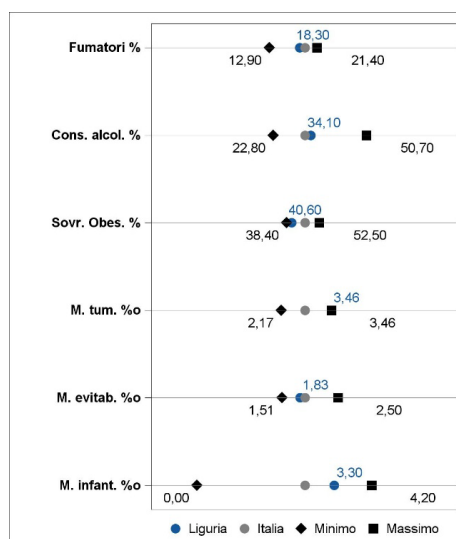 18,30
Fumatori %
12,90 21,40
34,10
Cons. alcol. %
22,80 50,70
40,60
Sovr. Obes. %
38,40 52,50
3,46
M. tum. %o
2,17 3,46
1,83
M. evitab. %o
1,51 2,50
3,30
M. infant. %o
0,00 4,20
Liguria Italia Minimo Massimo